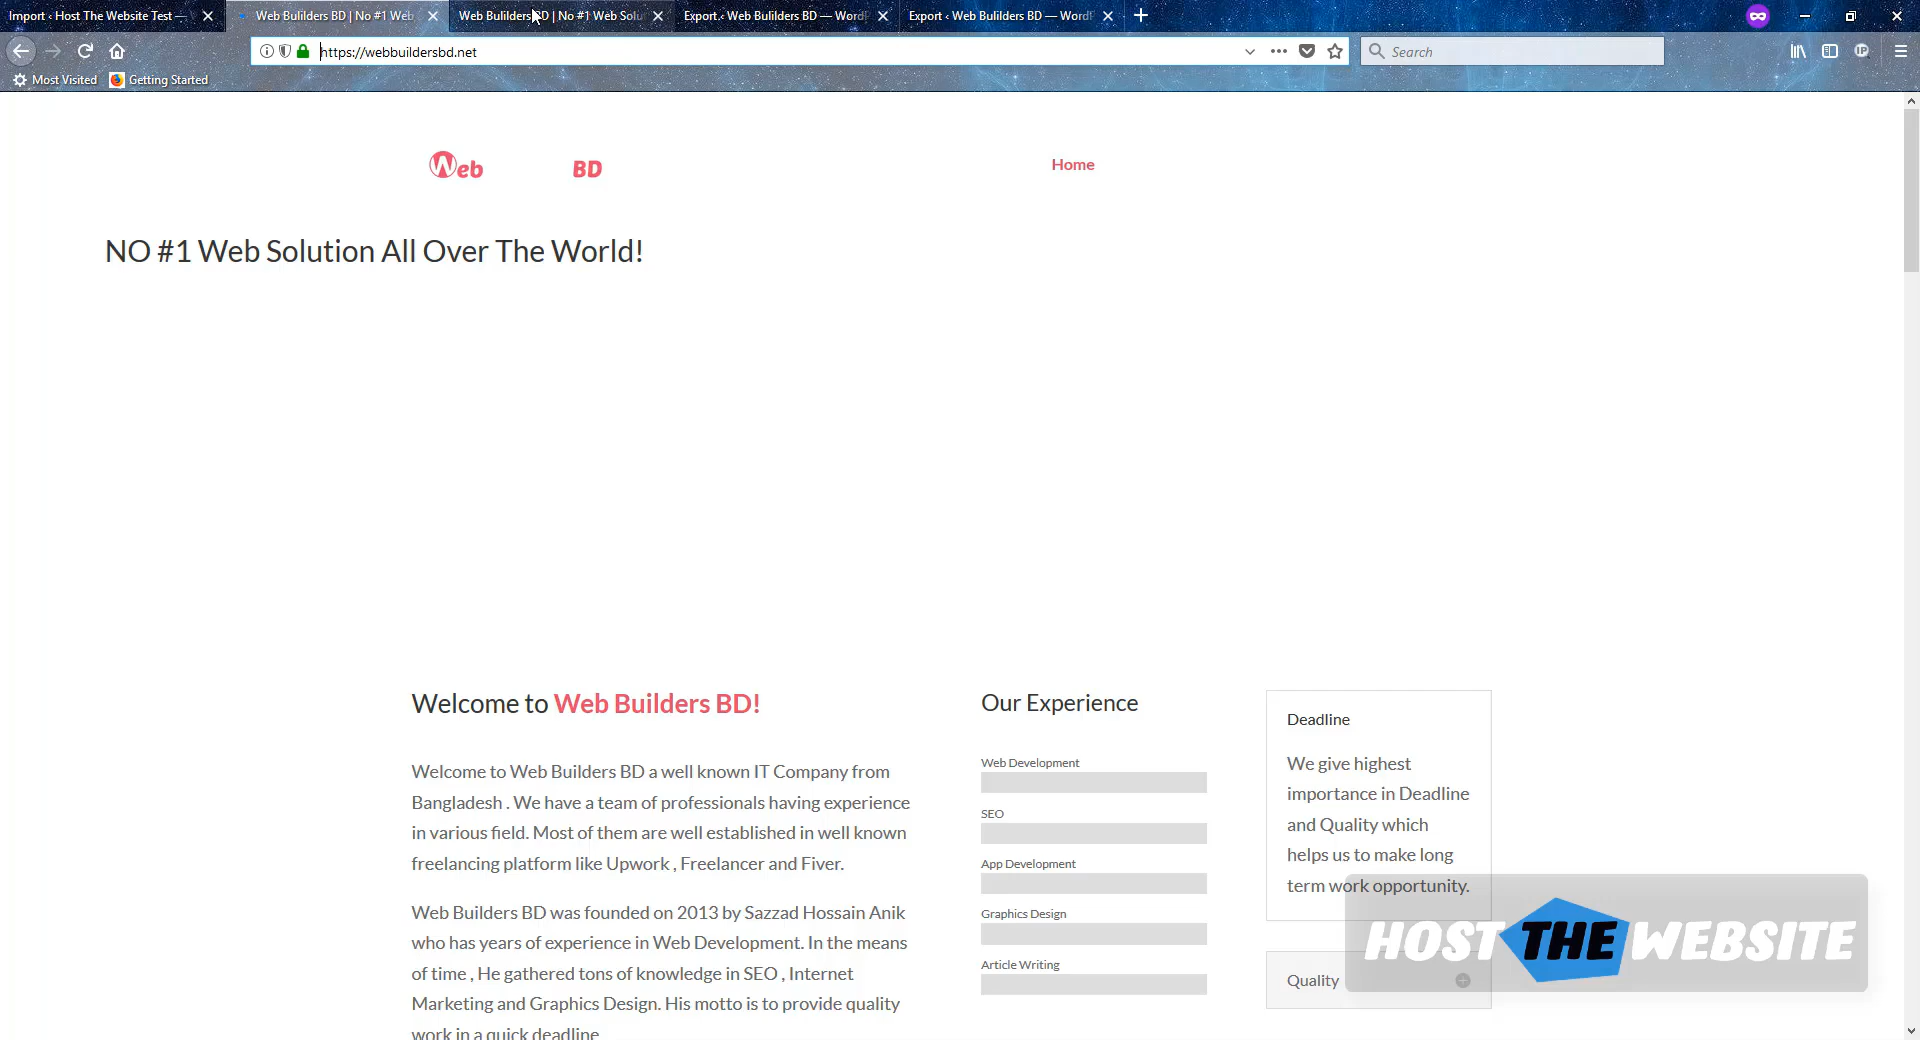 Import ‹ Host The Website Test —
Web Builders BD | No #1 Web
Web Builders BD | No #1 Web Solu
Export ‹ Web Builders BD — Word
Export ‹ Web Builders BD — Word
https://webbuildersbd.net
Search
Most Visited
Getting Started
Web BD
Home
NO #1 Web Solution All Over The World!
Welcome to Web Builders BD!
Welcome to Web Builders BD a well known IT Company from
Bangladesh . We have a team of professionals having experience
in various field. Most of them are well established in well known
freelancing platform like Upwork , Freelancer and Fiver.
Web Builders BD was founded on 2013 by Sazzad Hossain Anik
who has years of experience in Web Development. In the means
of time , He gathered tons of knowledge in SEO , Internet
Marketing and Graphics Design. His motto is to provide quality
work in a quick deadline
Our Experience
Web Development
SEO
App Development
Graphics Design
Article Writing
Deadline
We give highest
importance in Deadline
and Quality which
helps us to make long
term work opportunity.
Quality
HOST THE WEBSITE